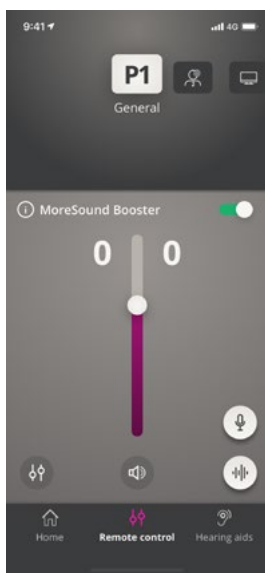 9:41 4G
P1
General
MoreSound Booster
0 0
Home Remote control Hearing aids